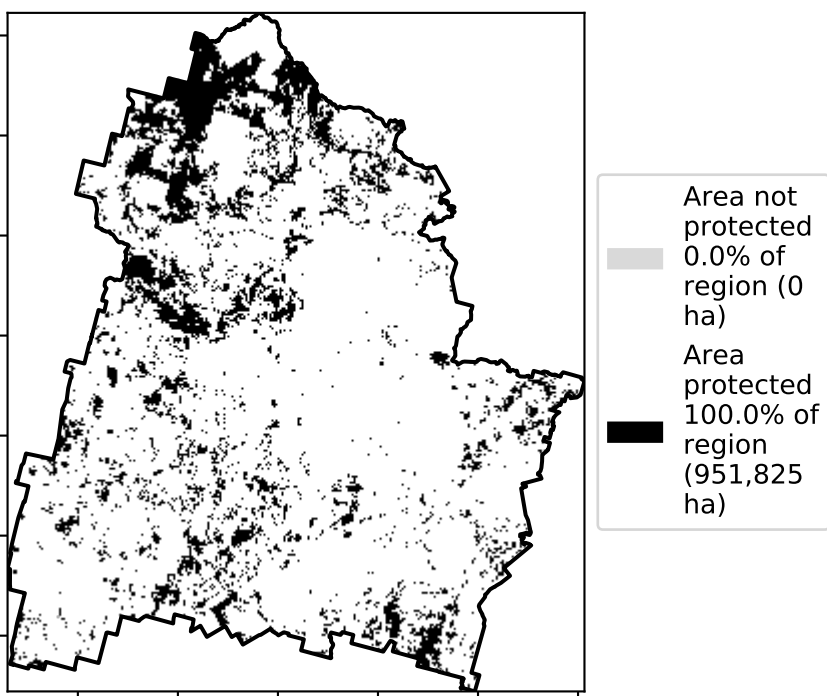 Area not
protected
0.0% of
region (0
ha)
Area
protected
100.0% of
region
(951,825
ha)